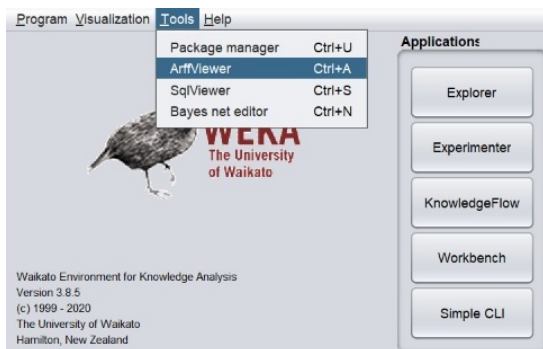 Program Visualization Tools Help
Package manager Ctrl+U
ArffViewer Ctrl+A
SqlViewer Ctrl+S
Bayes net editor Ctrl+N
WEKA
The University
of Waikato
Waikato Environment for Knowledge Analysis
Version 3.8.5
(c) 1999 - 2020
The University of Waikato
Hamilton, New Zealand
Applications
Explorer
Experimenter
KnowledgeFlow
Workbench
Simple CLI